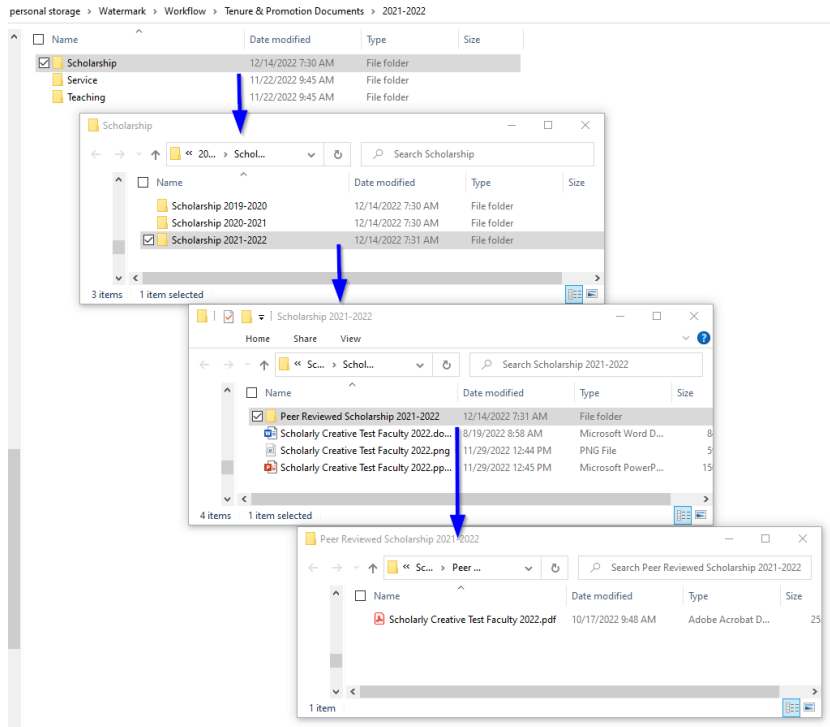 personal storage > Watermark > Workflow > Tenure & Promotion Documents > 2021-2022
Name Date modified Type Size
Scholarship 12/14/2022 7:30 AM File folder
Service 11/22/2022 9:45 AM File folder
Teaching 11/22/2022 9:45 AM File folder
Scholarship
« 20... > Schol... Search Scholarship
Name Date modified Type Size
Scholarship 2019-2020 12/14/2022 7:30 AM File folder
Scholarship 2020-2021 12/14/2022 7:30 AM File folder
Scholarship 2021-2022 12/14/2022 7:31 AM File folder
3 items 1 item selected
Scholarship 2021-2022
Home Share View
« Sc... > Schol... Search Scholarship 2021-2022
Name Date modified Type Size
Peer Reviewed Scholarship 2021-2022 12/14/2022 7:31 AM File folder
Scholarly Creative Test Faculty 2022.do... 8/19/2022 8:58 AM Microsoft Word D... 8
Scholarly Creative Test Faculty 2022.png 11/29/2022 12:44 PM PNG File 5
Scholarly Creative Test Faculty 2022.pp... 11/29/2022 12:45 PM Microsoft PowerP... 15
4 items 1 item selected
Peer Reviewed Scholarship 2021-2022
« Sc... > Peer ... Search Peer Reviewed Scholarship 2021-2022
Name Date modified Type Size
Scholarly Creative Test Faculty 2022.pdf 10/17/2022 9:48 AM Adobe Acrobat D... 25
1 item